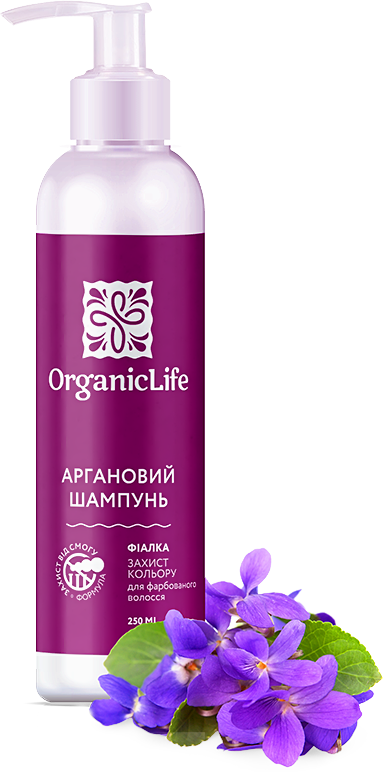 OrganicLife
АРГАНОВИЙ
ШАМПУНЬ
ЗАХИСТ ВІД СМОГУ
ФОРМУЛА
ФІАЛКА
ЗАХИСТ
КОЛЬОРУ
для фарбованого
волосся
250 ML